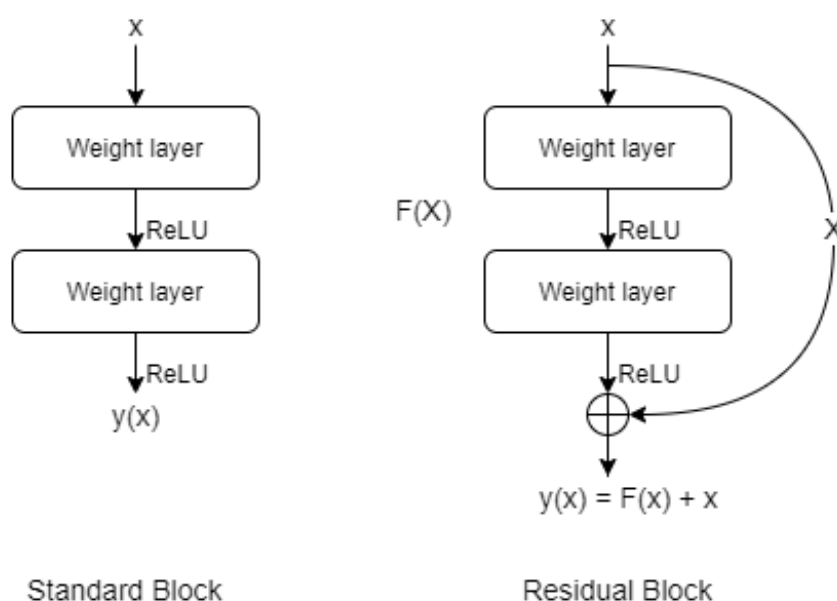 x
Weight layer
ReLU
Weight layer
ReLU
y(x)
Standard Block
x
Weight layer
F(X)
ReLU
X
Weight layer
ReLU
y(x) = F(x) + x
Residual Block